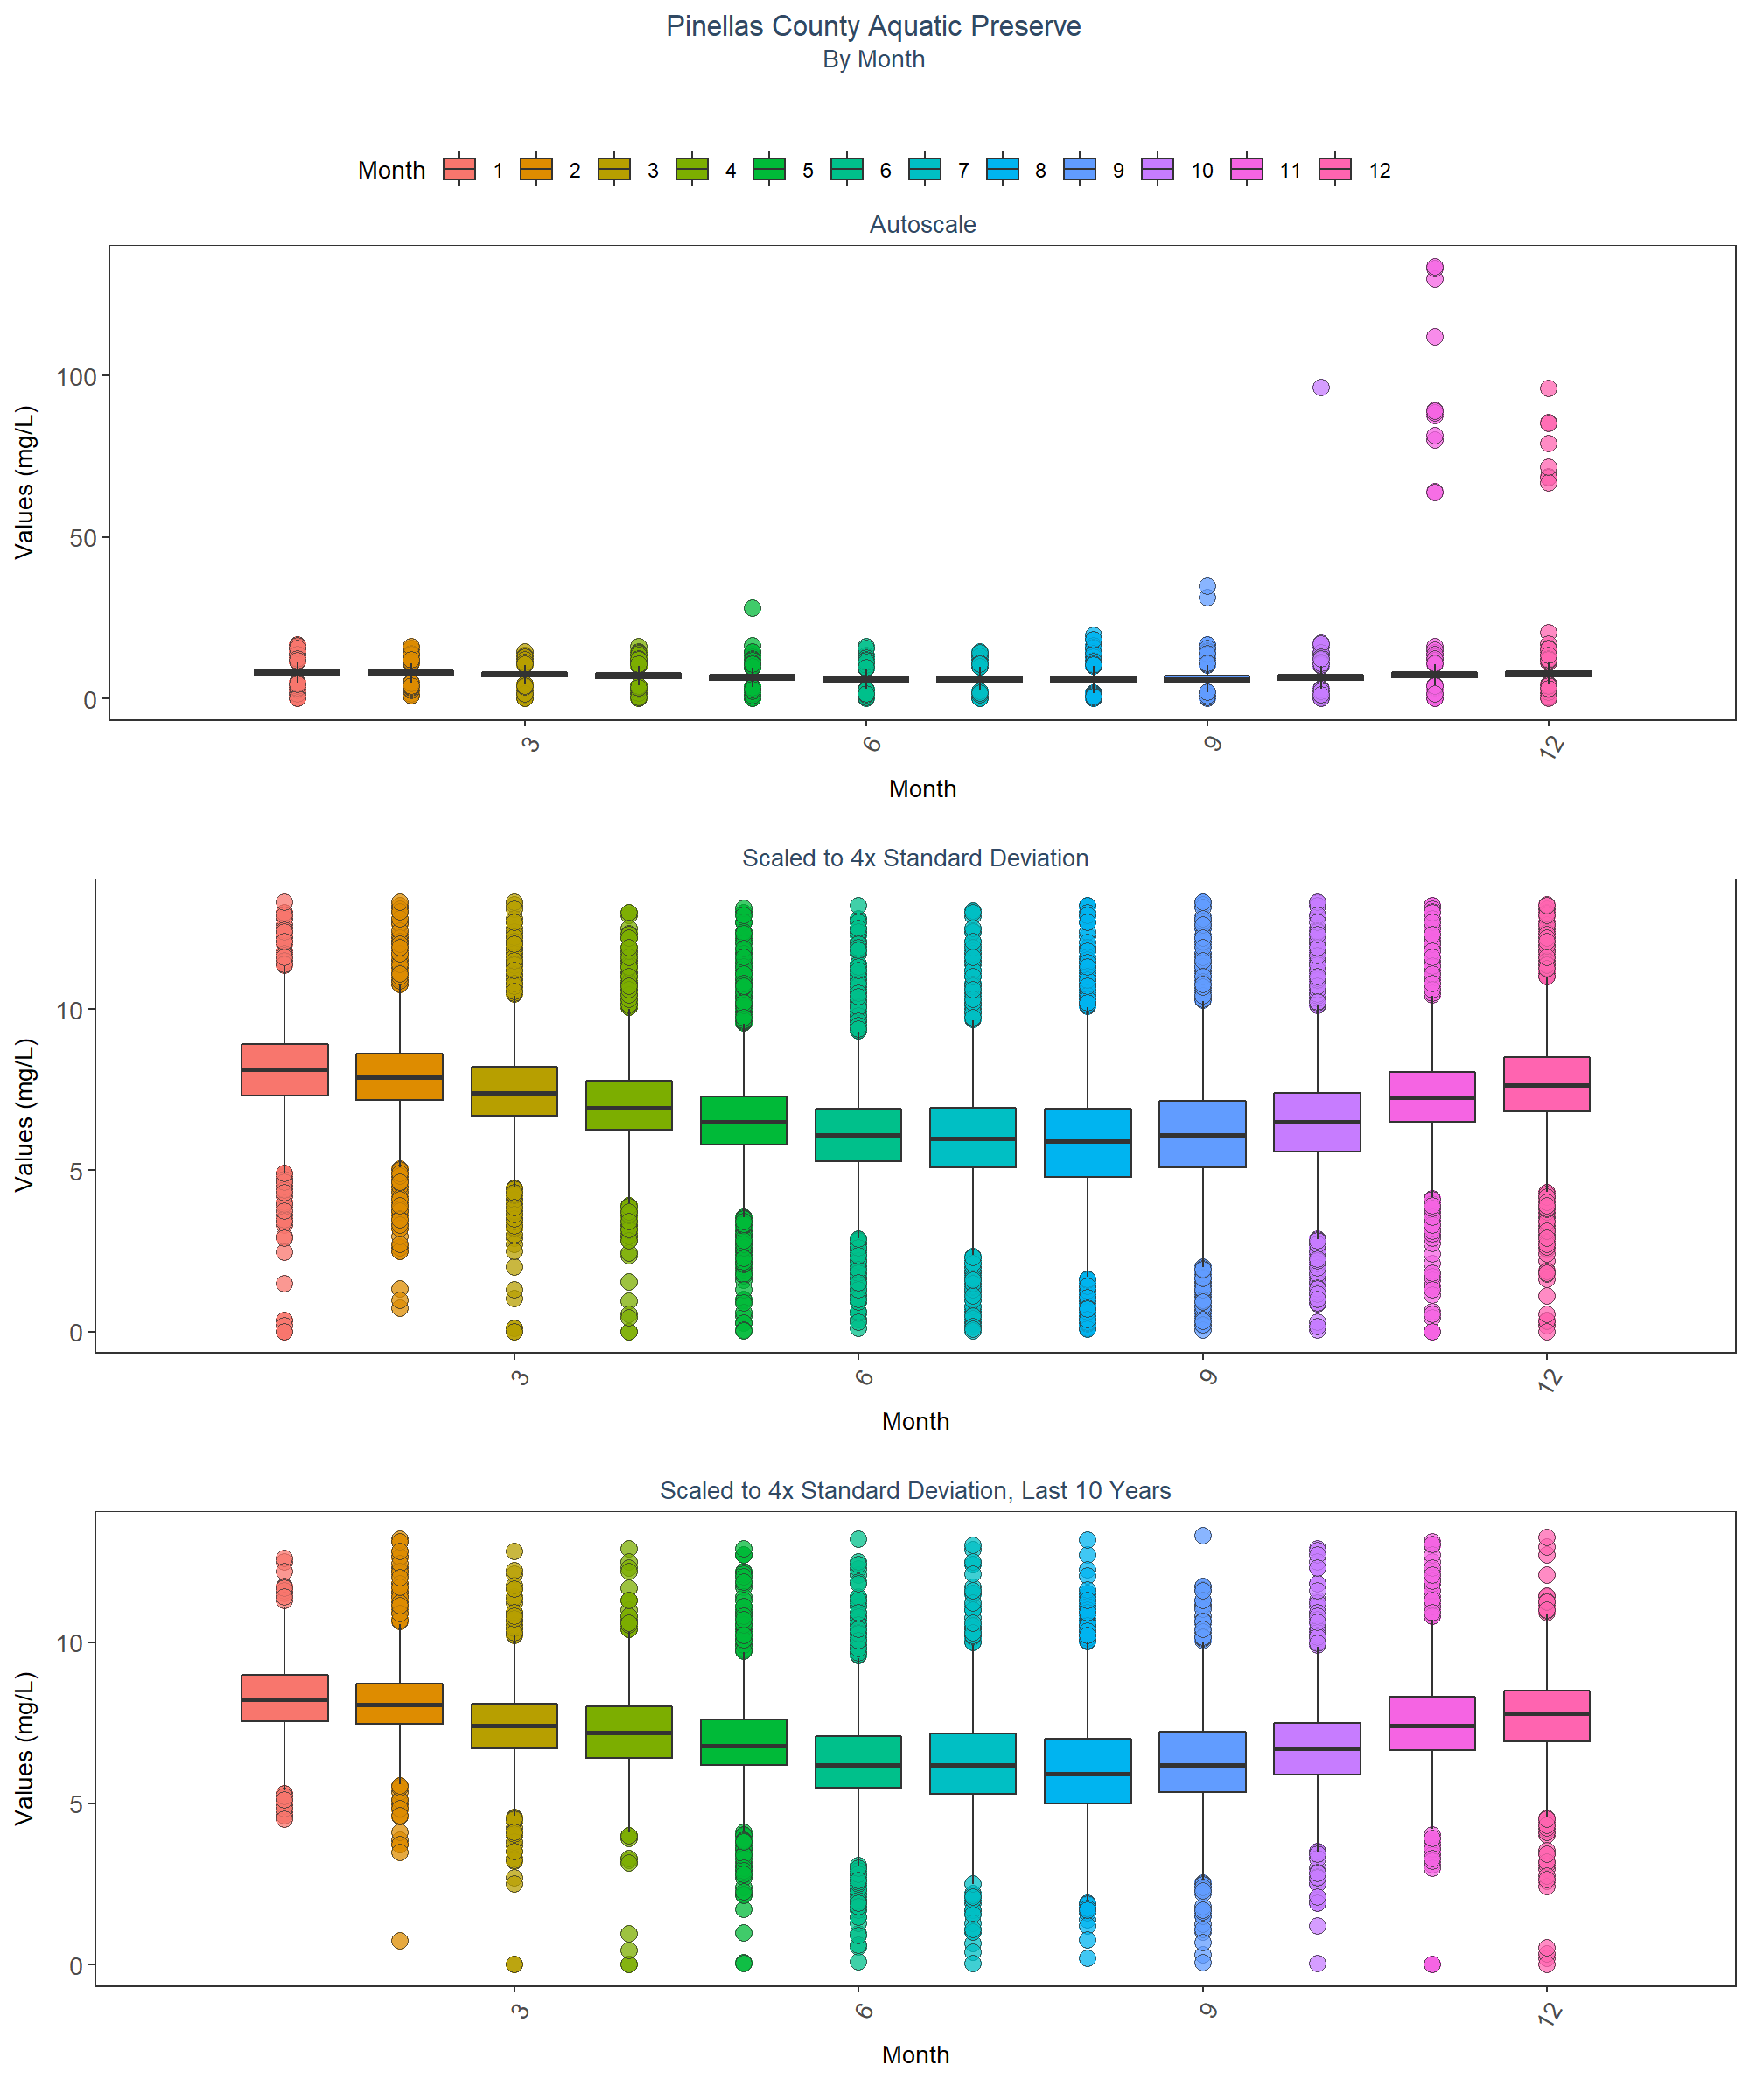 Pinellas County Aquatic Preserve
By Month
Month 1 2 3 4 5 6 7 8 9 10 11 12
Autoscale
Values (mg/L)
100
50
0
3 6 9 12
Month
Scaled to 4x Standard Deviation
Values (mg/L)
10
5
0
3 6 9 12
Month
Scaled to 4x Standard Deviation, Last 10 Years
Values (mg/L)
10
5
0
3 6 9 12
Month